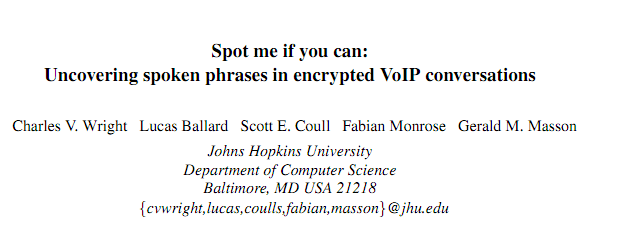 Spot me if you can:
Uncovering spoken phrases in encrypted VoIP conversations
Charles V. Wright Lucas Ballard Scott E. Coull Fabian Monrose Gerald M. Masson
Johns Hopkins University
Department of Computer Science
Baltimore, MD USA 21218
{cvwright,lucas,coulls,fabian,masson}@jhu.edu